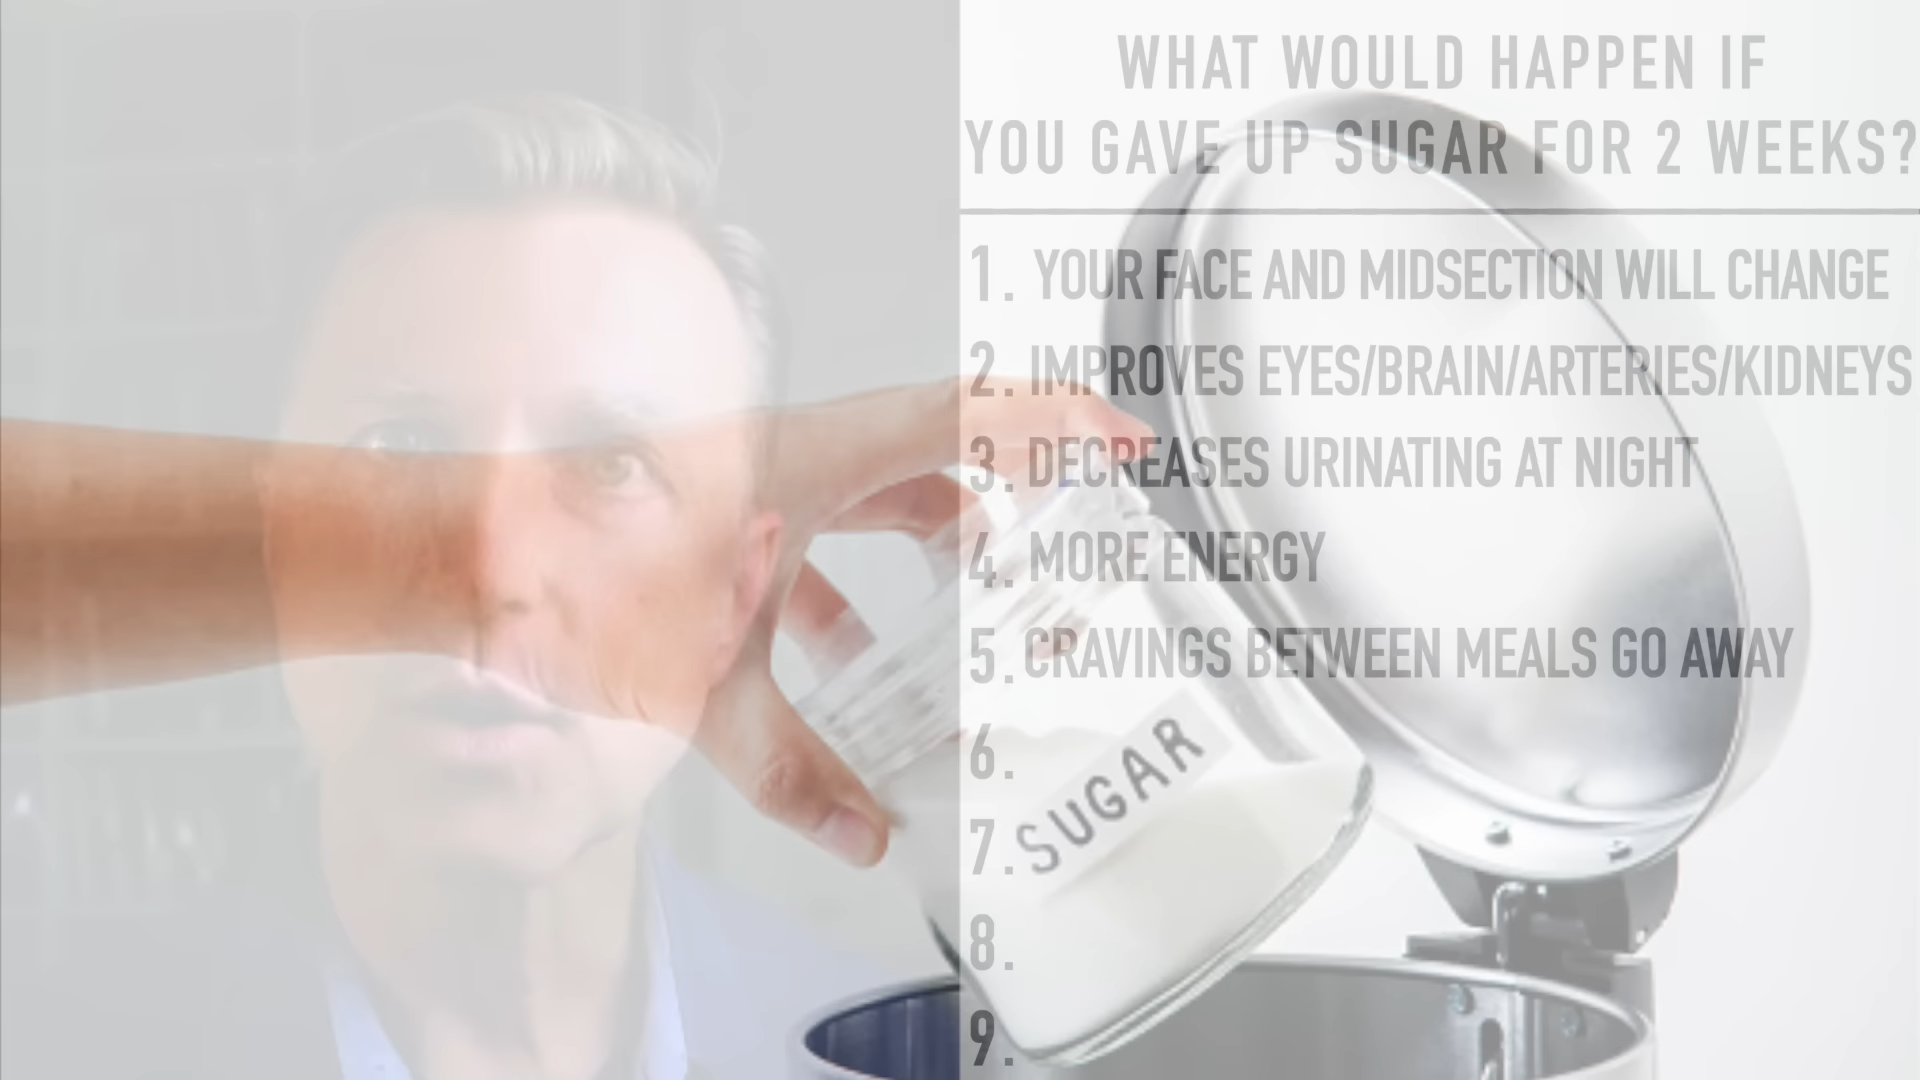 WHAT WOULD HAPPEN IF
YOU GAVE UP SUGAR FOR 2 WEEKS?
1. YOUR FACE AND MIDSECTION WILL CHANGE
2. IMPROVES EYES/BRAIN/ARTERIES/KIDNEYS
3. DECREASES URINATING AT NIGHT
4. MORE ENERGY
5. CRAVINGS BETWEEN MEALS GO AWAY
6.
7.
8.
9.
SUGAR